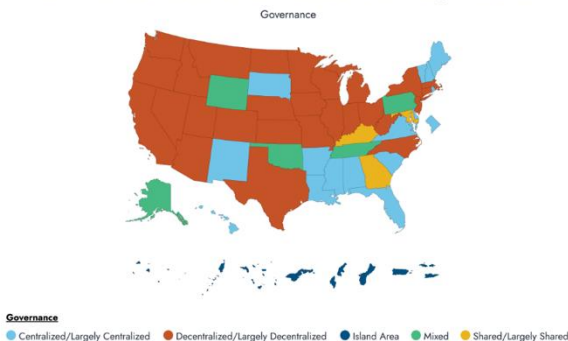 Governance
Governance
Centralized/Largely Centralized Decentralized/Largely Decentralized Island Area Mixed Shared/Largely Shared